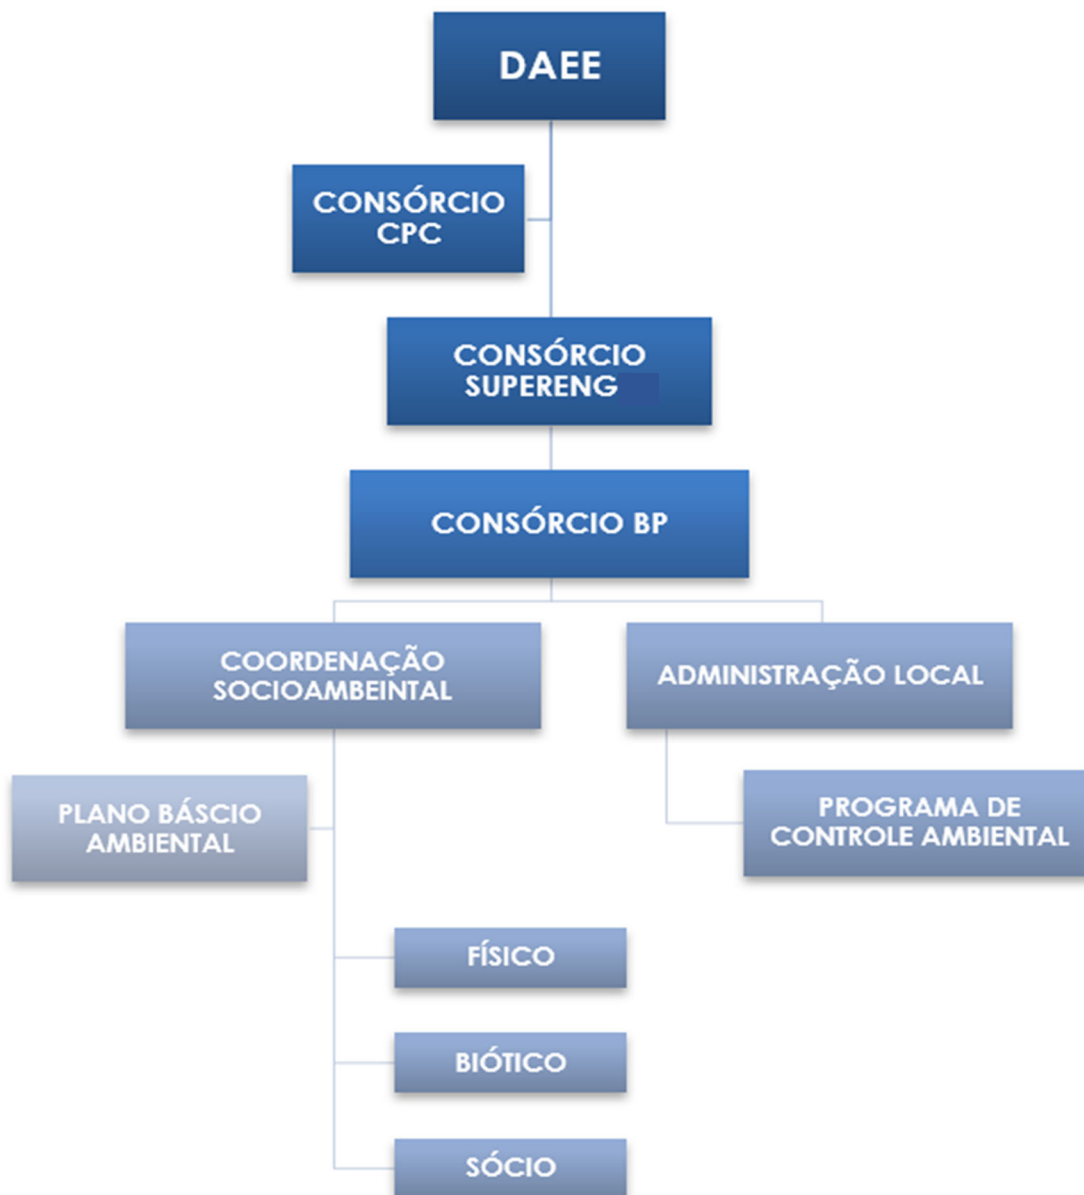 DAEE
CONSÓRCIO
CPC
CONSÓRCIO
SUPERENG
CONSÓRCIO BP
COORDENAÇÃO
SOCIOAMBEINTAL
ADMINISTRAÇÃO LOCAL
PLANO BÁSCIO
AMBIENTAL
PROGRAMA DE
CONTROLE AMBIENTAL
FÍSICO
BIÓTICO
SÓCIO